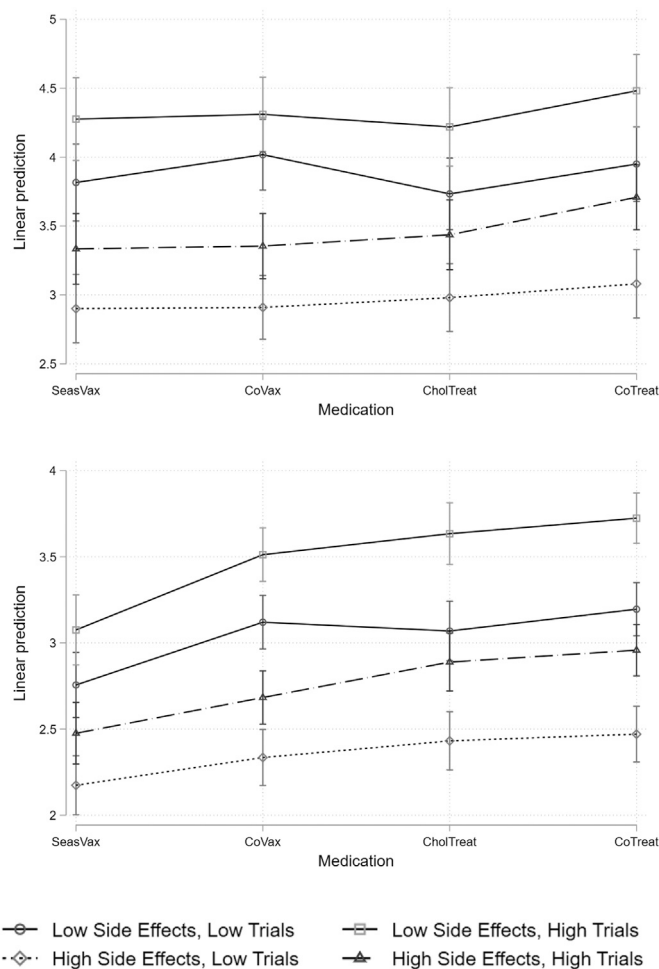 5
4.5
4
3.5
3
2.5
Linear prediction
SeasVax CoVax CholTreat CoTreat
Medication
4
3.5
3
2.5
2
Linear prediction
SeasVax CoVax CholTreat CoTreat
Medication
Low Side Effects, Low Trials Low Side Effects, High Trials
High Side Effects, Low Trials High Side Effects, High Trials